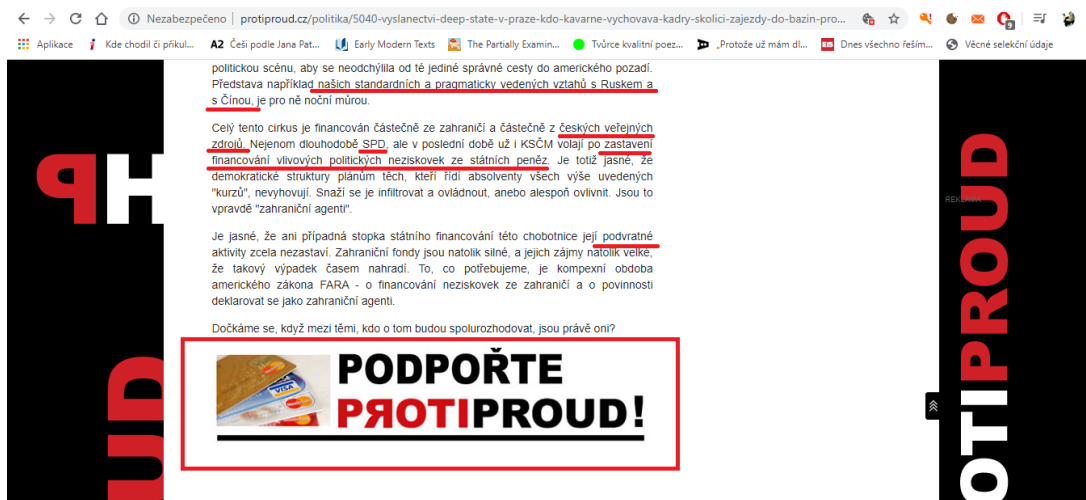 Nezabezpečeno | protiproud.cz/politika/5040-vyslanectvi-deep-state-v-praze-kdo-kavarne-vychovava-kadry-skolici-zajezdy-do-bazin-pro...
9
Aplikace Kde chodil či přikul... A2 Češi podle Jana Pat... Early Modern Texts The Partially Examin... Tvůrce kvalitní poez... „Protože už mám dl... Dnes všechno řeším... Věcné selekční údaje
politickou scénu, aby se neodchýlila od té jediné správné cesty do amerického pozadí.
Představa například našich standardních a pragmaticky vedených vztahů s Ruskem a
s Čínou, je pro ně noční můrou.
Celý tento cirkus je financován částečně ze zahraničí a částečně z českých veřejných
zdrojů. Nejenom dlouhodobě SPD, ale v poslední době už i KSČM volají po zastavení
financování vlivových politických neziskovek ze státních peněz. Je totiž jasné, že
demokratické struktury plánům těch, kteří řídí absolventy všech výše uvedených
"kurzů", nevyhovují. Snaží se je infiltrovat a ovládnout, anebo alespoň ovlivnit. Jsou to
vpravdě "zahraniční agenti".
Je jasné, že ani případná stopka státního financování této chobotnice její podvratné
aktivity zcela nezastaví. Zahraniční fondy jsou natolik silné, a jejich zájmy natolik velké,
že takový výpadek časem nahradí. To, co potřebujeme, je kompexní obdoba
amerického zákona FARA - o financování neziskovek ze zahraničí a o povinnosti
deklarovat se jako zahraniční agenti.
Dočkáme se, když mezi těmi, kdo o tom budou spolurozhodovat, jsou právě oni?
VISA
MasterCard
PODPOŘTE
PЯOTIPROUD!
REKLAMA
OTIPROUD
UD